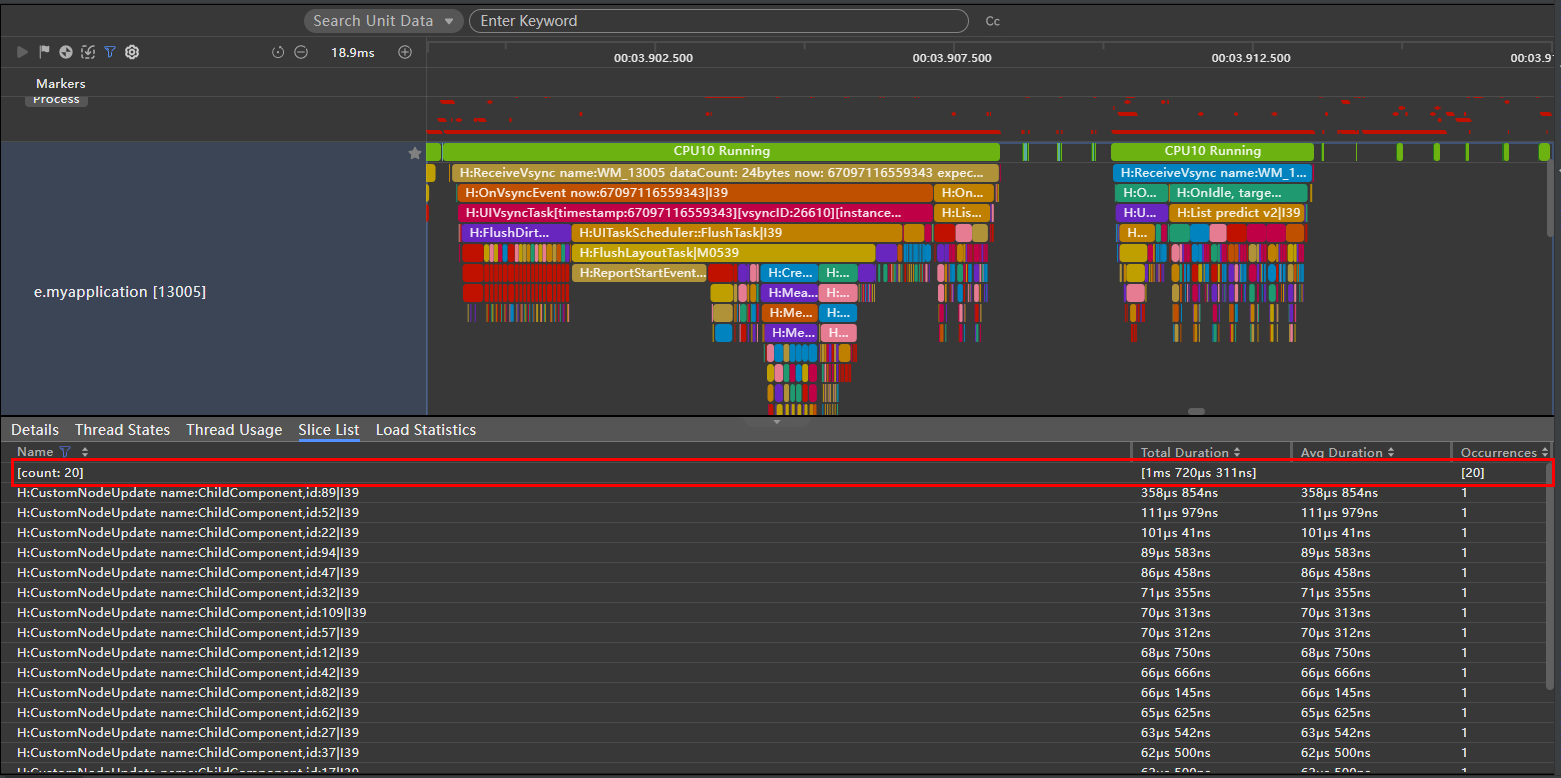 Search Unit Data Enter Keyword Cc
18.9ms 00:03.902.500 00:03.907.500 00:03.912.500 00:03.91
Markers
Process
CPU10 Running CPU10 Running
H:ReceiveVsync name:WM_13005 dataCount: 24bytes now: 67097116559343 expec... H:ReceiveVsync name:WM_1...
H:OnVsyncEvent now:67097116559343|I39 H:On... H:O... H:OnIdle, targe...
H:UIVsyncTask[timestamp:67097116559343][vsyncID:26610][instance... H:Lis... H:U... H:List predict v2|I39
H:FlushDirt... H:UITaskScheduler::FlushTask|I39 H...
H:FlushLayoutTask|M0539
H:ReportStartEvent... H:Cre... H:...
e.myapplication [13005] H:Mea... H:...
H:Me... H:...
H:Me... H...
Details Thread States Thread Usage Slice List Load Statistics
Name Total Duration Avg Duration Occurrences
[count: 20] [1ms 720μs 311ns] [20]
H:CustomNodeUpdate name:ChildComponent,id:89|I39 358μs 854ns 358μs 854ns 1
H:CustomNodeUpdate name:ChildComponent,id:52|I39 111μs 979ns 111μs 979ns 1
H:CustomNodeUpdate name:ChildComponent,id:22|I39 101μs 41ns 101μs 41ns 1
H:CustomNodeUpdate name:ChildComponent,id:94|I39 89μs 583ns 89μs 583ns 1
H:CustomNodeUpdate name:ChildComponent,id:47|I39 86μs 458ns 86μs 458ns 1
H:CustomNodeUpdate name:ChildComponent,id:32|I39 71μs 355ns 71μs 355ns 1
H:CustomNodeUpdate name:ChildComponent,id:109|I39 70μs 313ns 70μs 313ns 1
H:CustomNodeUpdate name:ChildComponent,id:57|I39 70μs 312ns 70μs 312ns 1
H:CustomNodeUpdate name:ChildComponent,id:12|I39 68μs 750ns 68μs 750ns 1
H:CustomNodeUpdate name:ChildComponent,id:42|I39 66μs 666ns 66μs 666ns 1
H:CustomNodeUpdate name:ChildComponent,id:82|I39 66μs 145ns 66μs 145ns 1
H:CustomNodeUpdate name:ChildComponent,id:62|I39 65μs 625ns 65μs 625ns 1
H:CustomNodeUpdate name:ChildComponent,id:27|I39 63μs 542ns 63μs 542ns 1
H:CustomNodeUpdate name:ChildComponent,id:37|I39 62μs 500ns 62μs 500ns 1
H:CustomNodeUpdate name:ChildComponent,id:17|I39